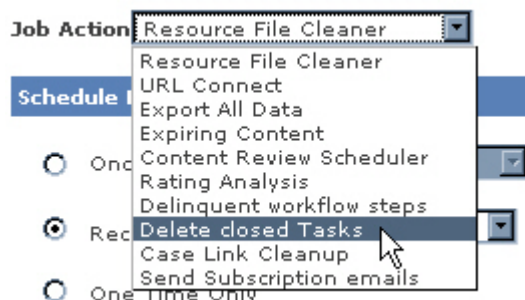 Job Action Resource File Cleaner
Resource File Cleaner
URL Connect
Export All Data
Expiring Content
Content Review Scheduler
Rating Analysis
Delinquent workflow steps
Delete closed Tasks
Case Link Cleanup
Send Subscription emails
Schedule
Onc
Rec
One Time Only